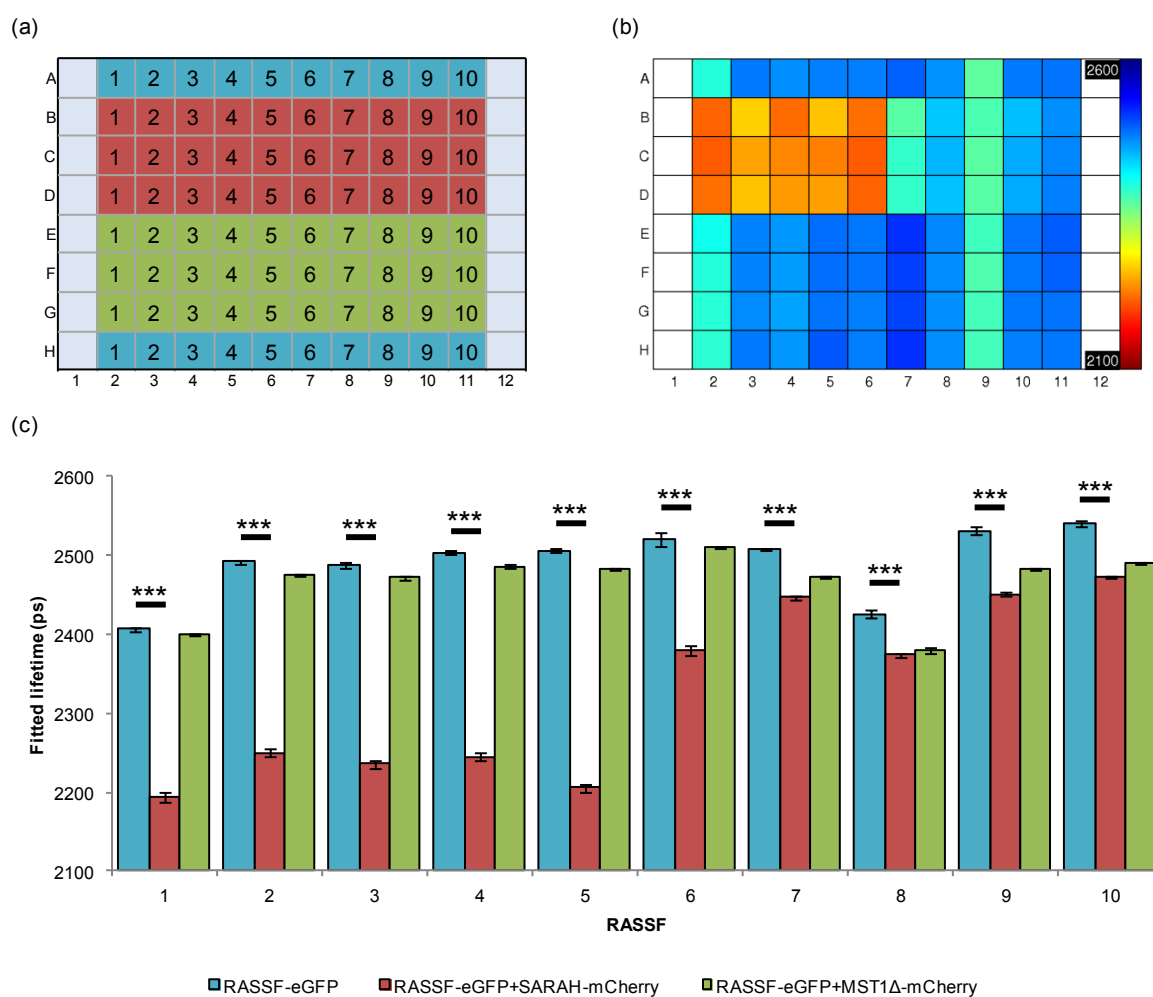 (a)
(b)
A 1 2 3 4 5 6 7 8 9 10
B 1 2 3 4 5 6 7 8 9 10
C 1 2 3 4 5 6 7 8 9 10
D 1 2 3 4 5 6 7 8 9 10
E 1 2 3 4 5 6 7 8 9 10
F 1 2 3 4 5 6 7 8 9 10
G 1 2 3 4 5 6 7 8 9 10
H 1 2 3 4 5 6 7 8 9 10
1 2 3 4 5 6 7 8 9 10 11 12
A
B
C
D
E
F
G
H
2600
2100
1 2 3 4 5 6 7 8 9 10 11 12
(c)
Fitted lifetime (ps)
2600
2500
2400
2300
2200
2100
*** *** *** *** *** *** *** *** *** ***
1 2 3 4 5 6 7 8 9 10
RASSF
RASSF-eGFP RASSF-eGFP+SARAH-mCherry RASSF-eGFP+MST1Δ-mCherry